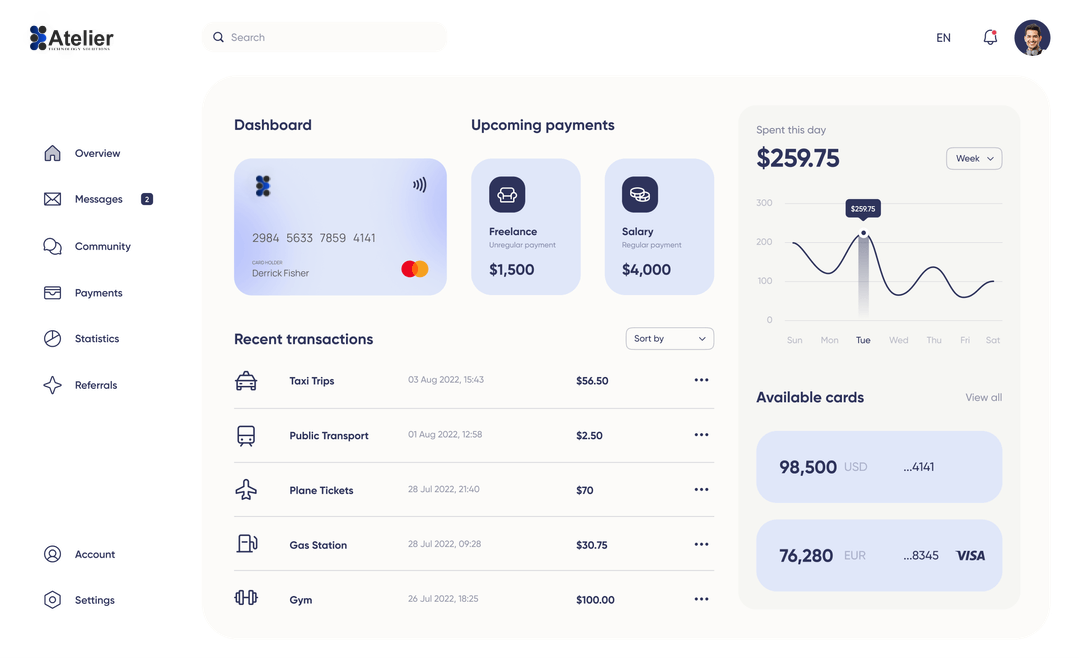 Atelier
TECHNOLOGY SOLUTIONS
Search
EN
Overview
Messages 2
Community
Payments
Statistics
Referrals
Account
Settings
Dashboard
2984 5633 7859 4141
CARD HOLDER
Derrick Fisher
Upcoming payments
Freelance
Unregular payment
$1,500
Salary
Regular payment
$4,000
Recent transactions
Sort by
Taxi Trips 03 Aug 2022, 15:43 $56.50
Public Transport 01 Aug 2022, 12:58 $2.50
Plane Tickets 28 Jul 2022, 21:40 $70
Gas Station 28 Jul 2022, 09:28 $30.75
Gym 26 Jul 2022, 18:25 $100.00
Spent this day
$259.75
Week
300
$259.75
200
100
0
Sun Mon Tue Wed Thu Fri Sat
Available cards View all
98,500 USD ...4141
76,280 EUR ...8345 VISA